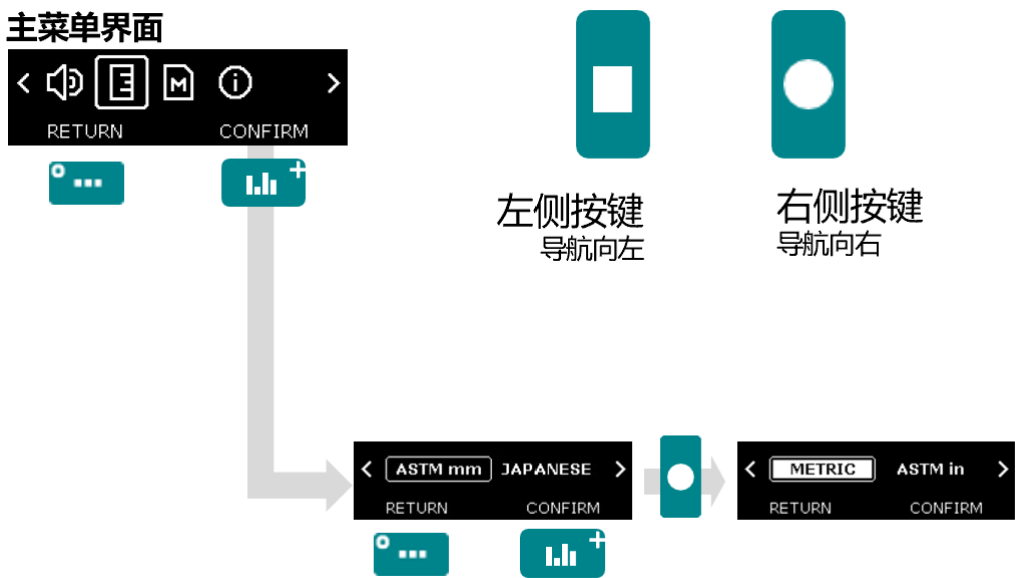 主菜单界面
M
RETURN CONFIRM
左侧按键
导航向左
右侧按键
导航向右
ASTM mm JAPANESE
RETURN CONFIRM
METRIC ASTM in
RETURN CONFIRM